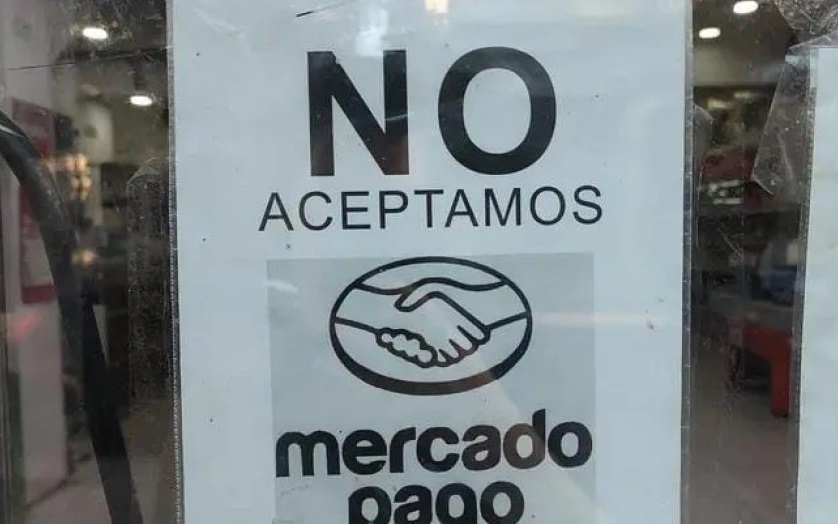 NO
ACEPTAMOS
mercado
pago